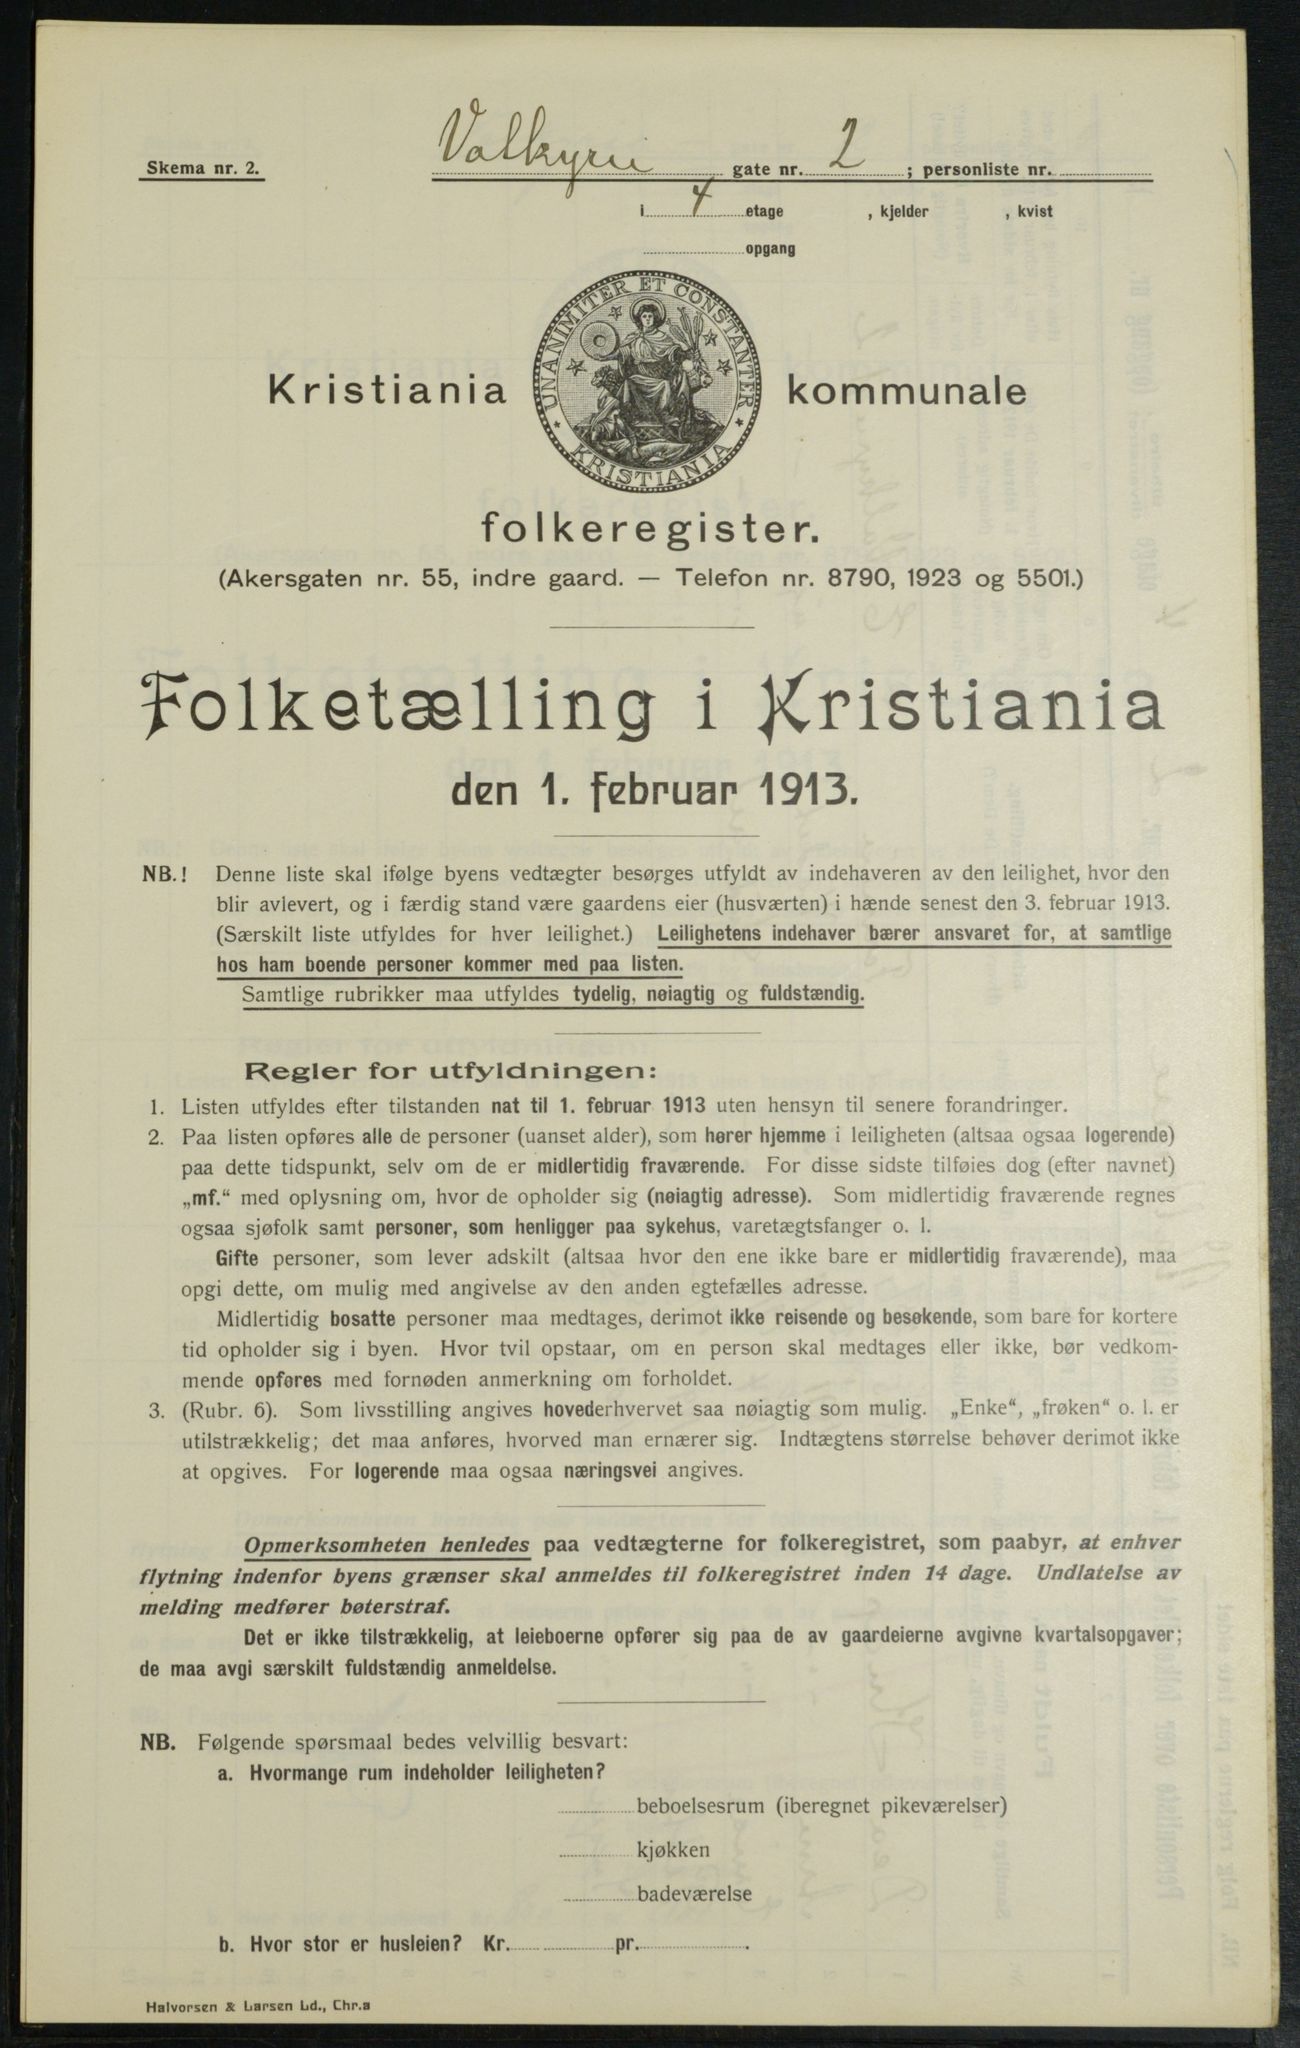 Skema nr. 2.
Valkyrie gate nr. 2 ; personliste nr.
i 4 etage , kjelder , kvist
opgang
UNANIMITER ET CONSTANTER
KRISTIANIA
Kristiania kommunale
folkeregister.
(Akersgaten nr. 55, indre gaard. — Telefon nr. 8790, 1923 og 5501.)
Folketælling i Kristiania
den 1. februar 1913.
NB.! Denne liste skal ifølge byens vedtægter besørges utfyldt av indehaveren av den leilighet, hvor den
blir avlevert, og i færdig stand være gaardens eier (husværten) i hænde senest den 3. februar 1913.
(Særskilt liste utfyldes for hver leilighet.) Leilighetens indehaver bærer ansvaret for, at samtlige
hos ham boende personer kommer med paa listen.
Samtlige rubrikker maa utfyldes tydelig, nøiagtig og fuldstændig.
Regler for utfyldningen:
1. Listen utfyldes efter tilstanden nat til 1. februar 1913 uten hensyn til senere forandringer.
2. Paa listen opføres alle de personer (uanset alder), som hører hjemme i leiligheten (altsaa ogsaa logerende)
paa dette tidspunkt, selv om de er midlertidig fraværende. For disse sidste tilføies dog (efter navnet)
„mf.“ med oplysning om, hvor de opholder sig (nøiagtig adresse). Som midlertidig fraværende regnes
ogsaa sjøfolk samt personer, som henligger paa sykehus, varetægtsfanger o. l.
Gifte personer, som lever adskilt (altsaa hvor den ene ikke bare er midlertidig fraværende), maa
opgi dette, om mulig med angivelse av den anden egtefælles adresse.
Midlertidig bosatte personer maa medtages, derimot ikke reisende og besøkende, som bare for kortere
tid opholder sig i byen. Hvor tvil opstaar, om en person skal medtages eller ikke, bør vedkom-
mende opføres med fornøden anmerkning om forholdet.
3. (Rubr. 6). Som livsstilling angives hovederhvervet saa nøiagtig som mulig. „Enke“, „frøken“ o. l. er
utilstrækkelig; det maa anføres, hvorved man ernærer sig. Indtægtens størrelse behøver derimot ikke
at opgives. For logerende maa ogsaa næringsvei angives.
Opmerksomheten henledes paa vedtægterne for folkeregistret, som paabyr, at enhver
flytning indenfor byens grænser skal anmeldes til folkeregistret inden 14 dage. Undlatelse av
melding medfører bøterstraf.
Det er ikke tilstrækkelig, at leieboerne opfører sig paa de av gaardeierne avgivne kvartalsopgaver;
de maa avgi særskilt fuldstændig anmeldelse.
NB. Følgende spørsmaal bedes velvillig besvart:
a. Hvormange rum indeholder leiligheten?
beboelsesrum (iberegnet pikeværelser)
kjøkken
badeværelse
b. Hvor stor er husleien? Kr. pr. .
Halvorsen & Larsen Ld., Chr.a